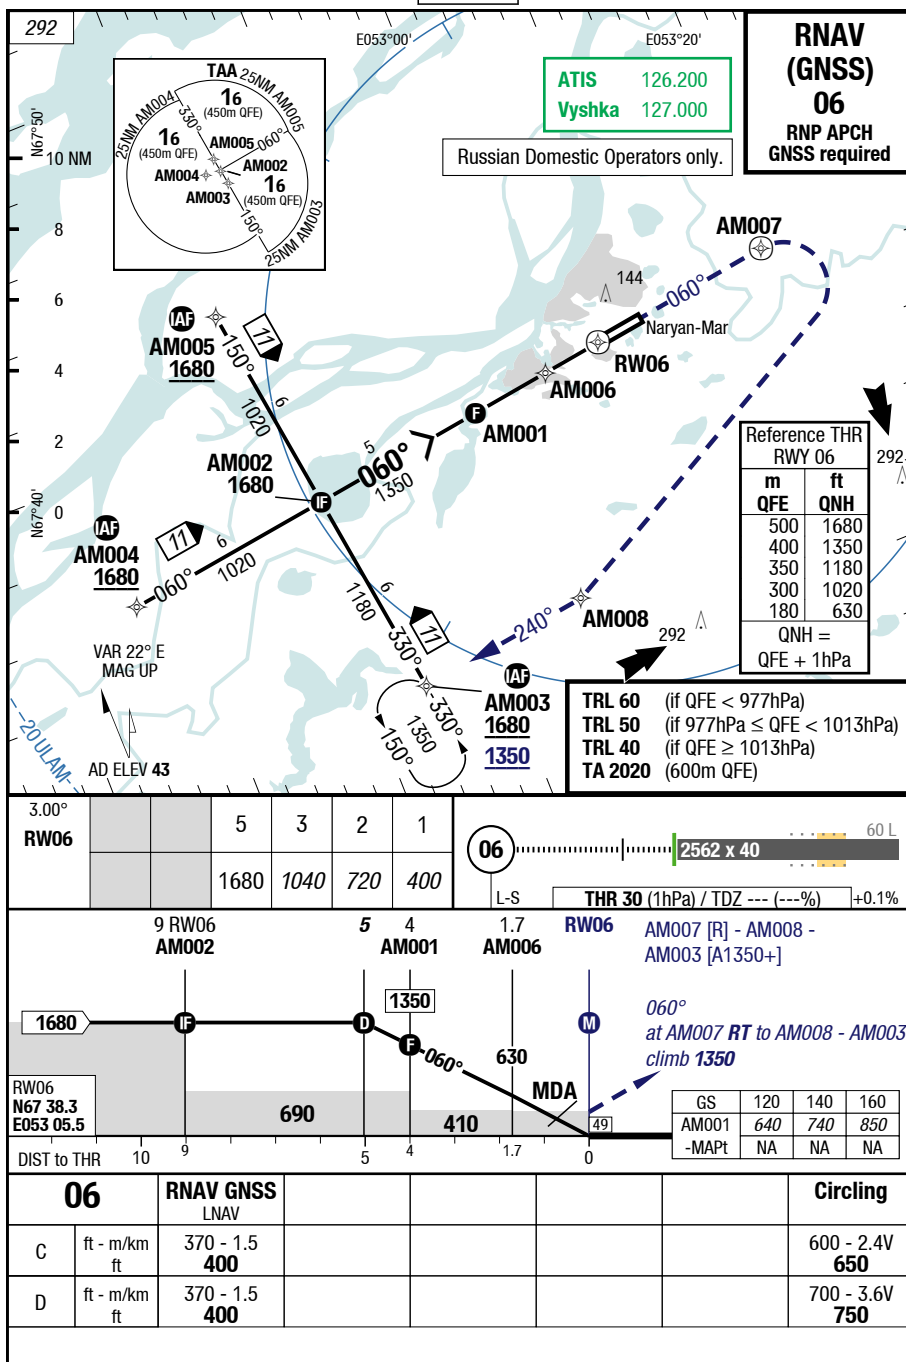 292
E053°00'
E053°20'
RNAV
(GNSS)
06
RNP APCH
GNSS required
ATIS 126.200
Vyshka 127.000
Russian Domestic Operators only.
TAA 25NM AM005
16
(450m QFE)
25NM AM004
330°
16
(450m QFE)
AM005
060°
AM004
AM002
AM003
16
(450m QFE)
150°
25NM AM003
N67°50'
10 NM
8
6
4
2
0
N67°40'
AM007
060°
144
Naryan-Mar
RW06
AM006
F
AM001
IAF
AM005
1680
150°
11
6
1020
AM002
1680
IF
5
060°
1350
IAF
AM004
1680
11
060°
6
1020
6
1180
11
330°
240°
AM008
292
292
IAF
AM003
1680
1350
330°
1350
150°
VAR 22° E
MAG UP
20 ULAM
AD ELEV 43
Reference THR
RWY 06
m ft
QFE QNH
500 1680
400 1350
350 1180
300 1020
180 630
QNH =
QFE + 1hPa
TRL 60 (if QFE < 977hPa)
TRL 50 (if 977hPa ≤ QFE < 1013hPa)
TRL 40 (if QFE ≥ 1013hPa)
TA 2020 (600m QFE)
3.00°
RW06
5 3 2 1
1680 1040 720 400
06
2562 x 40
60 L
L-S
THR 30 (1hPa) / TDZ --- (---%)
+0.1%
9 RW06
AM002
5
4
AM001
1.7
AM006
RW06
AM007 [R] - AM008 -
AM003 [A1350+]
1680
IF
D
1350
F
060°
630
M
060°
at AM007 RT to AM008 - AM003
climb 1350
MDA
RW06
N67 38.3
E053 05.5
690
410
49
GS 120 140 160
AM001 640 740 850
-MAPt NA NA NA
DIST to THR 10 9 5 4 1.7 0
06 RNAV GNSS Circling
LNAV
C ft - m/km 370 - 1.5 600 - 2.4V
ft 400 650
D ft - m/km 370 - 1.5 700 - 3.6V
ft 400 750